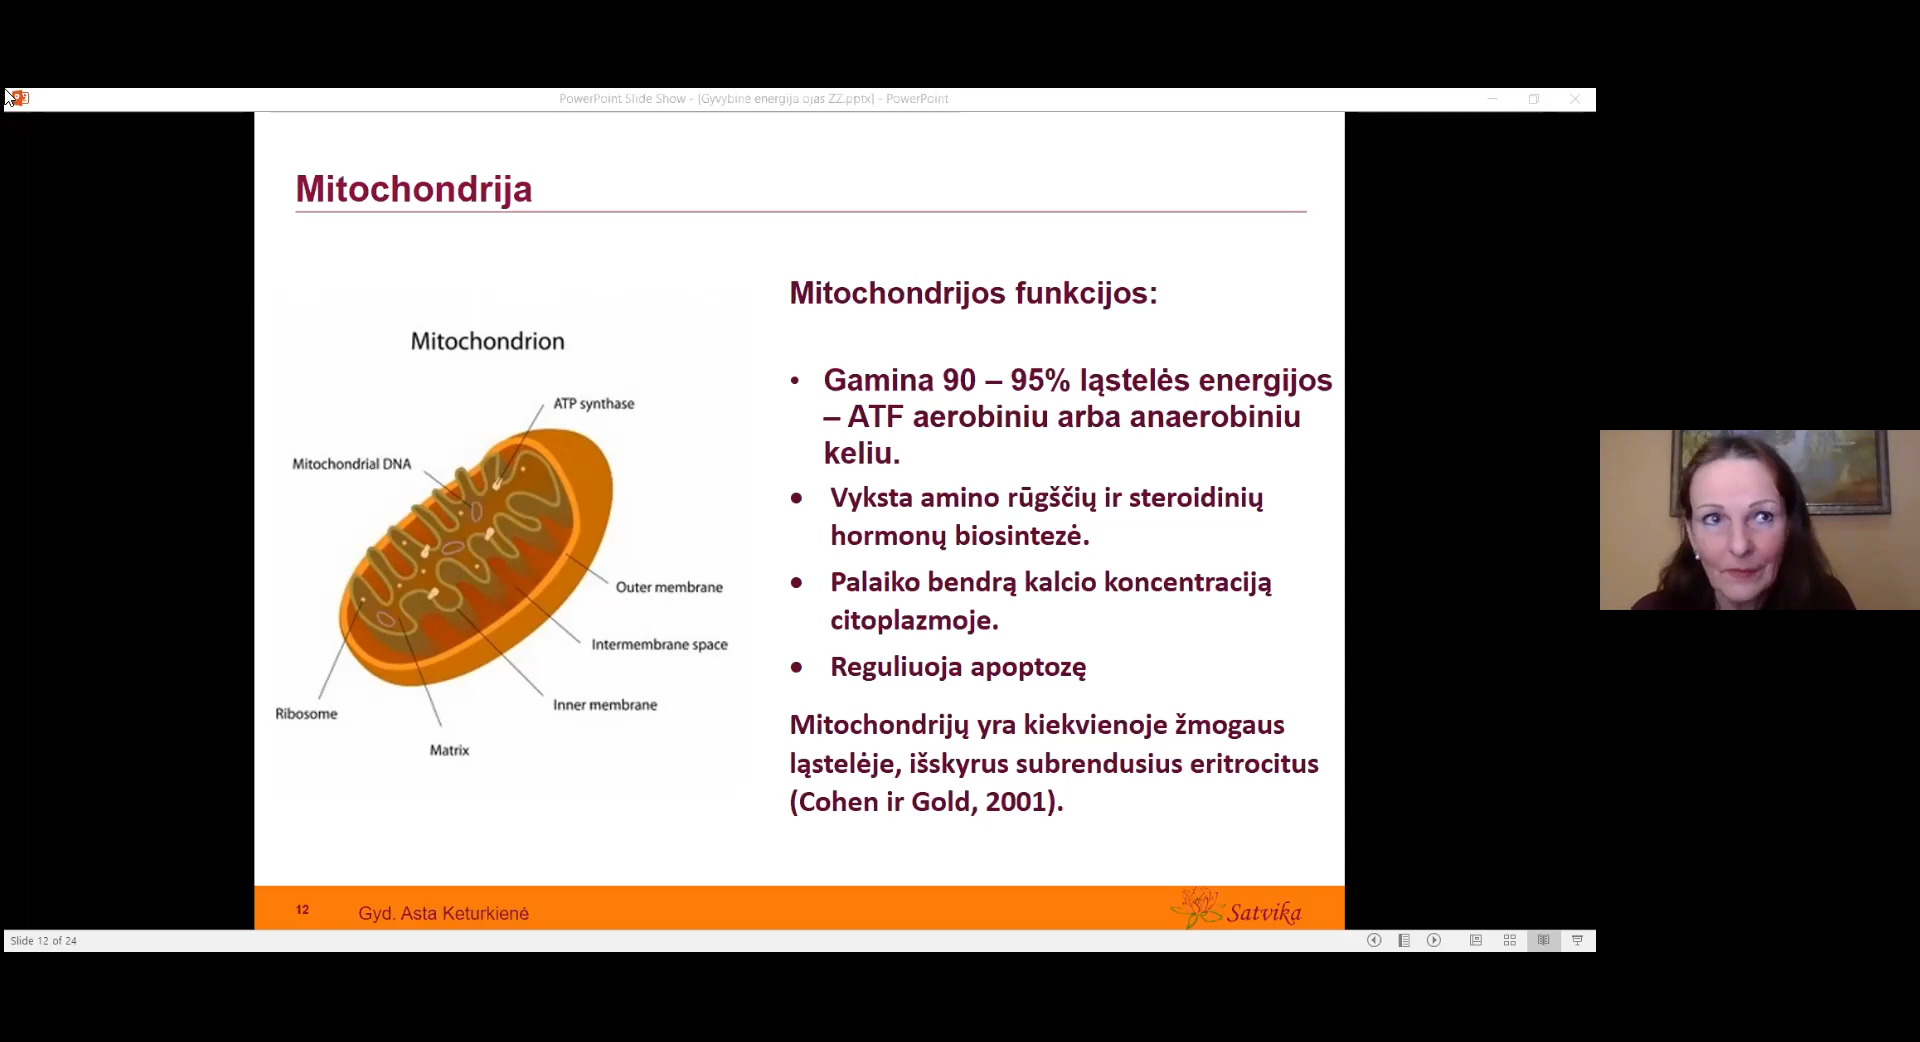 PowerPoint Slide Show - [Gyvybine energija ojas ZZ.pptx] - PowerPoint
Mitochondrija
Mitochondrion
ATP synthase
Mitochondrial DNA
Outer membrane
Intermembrane space
Inner membrane
Ribosome
Matrix
Mitochondrijos funkcijos:
• Gamina 90 – 95% ląstelės energijos
– ATF aerobiniu arba anaerobiniu
keliu.
• Vyksta amino rūgščių ir steroidinių
hormonų biosintezė.
• Palaiko bendrą kalcio koncentraciją
citoplazmoje.
• Reguliuoja apoptozę
Mitochondrijų yra kiekvienoje žmogaus
ląstelėje, išskyrus subrendusius eritrocitus
(Cohen ir Gold, 2001).
12
Gyd. Asta Keturkienė
Satvika
Slide 12 of 24